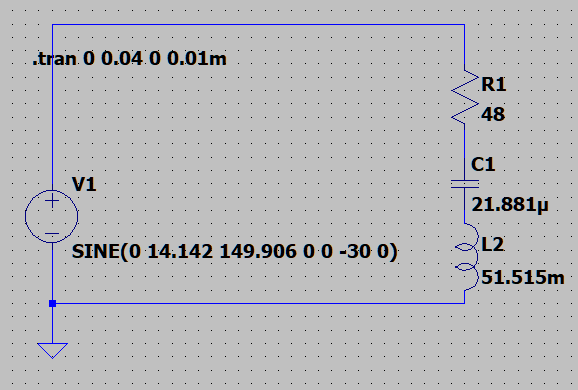 .tran 0 0.04 0 0.01m
R1
48
C1
21.881µ
V1
SINE(0 14.142 149.906 0 0 -30 0)
L2
51.515m